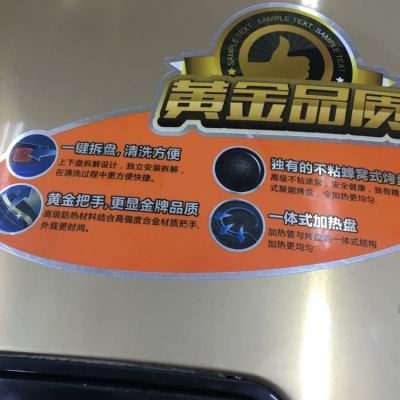 SAMPLE TEXT
SAMPLE TEXT
SAMPLE TEXT
黄金品质
一键拆盘，清洗方便
上下盘拆解设计，独立安装拆解，
在清洗过程中更方便快捷。
黄金把手，更显金牌品质
高级防热材料结合高强度合金材质把手，
外观更时尚。
独有的不粘蜂窝式烤盘
高级不粘涂层，安全健康，独有蜂
式聚能烤盘，令加热更均匀.
一体式加热盘
加热管与烤盘的一体式结构
加热更均匀.